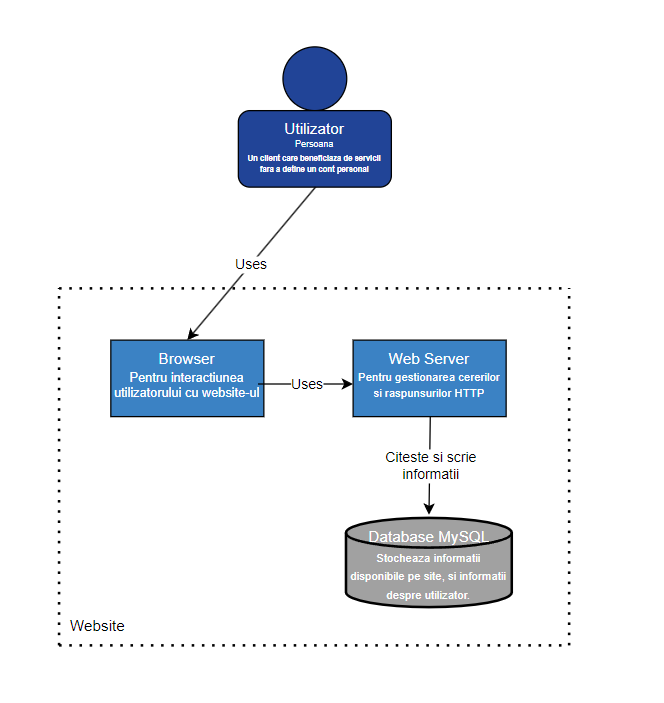 Utilizator
Persoana
Un client care beneficiaza de servicii
fara a detine un cont personal
Uses
Browser
Pentru interactiunea
utilizatorului cu website-ul
Uses
Web Server
Pentru gestionarea cererilor
si raspunsurilor HTTP
Citeste si scrie
informatii
Database MySQL
Stocheaza informatii
disponibile pe site, si informatii
despre utilizator.
Website